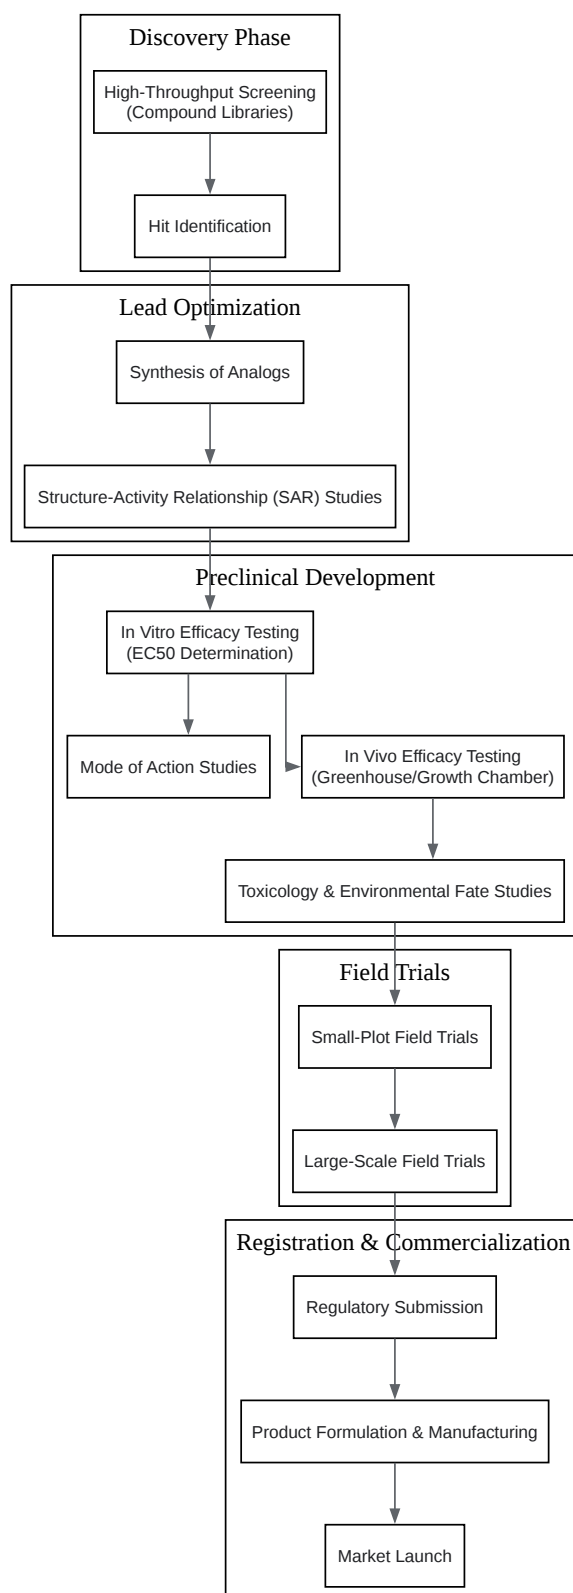 Discovery Phase
High-Throughput Screening
(Compound Libraries)
Hit Identification
Lead Optimization
Synthesis of Analogs
Structure-Activity Relationship (SAR) Studies
Preclinical Development
In Vitro Efficacy Testing
(EC50 Determination)
Mode of Action Studies
In Vivo Efficacy Testing
(Greenhouse/Growth Chamber)
Toxicology & Environmental Fate Studies
Field Trials
Small-Plot Field Trials
Large-Scale Field Trials
Registration & Commercialization
Regulatory Submission
Product Formulation & Manufacturing
Market Launch